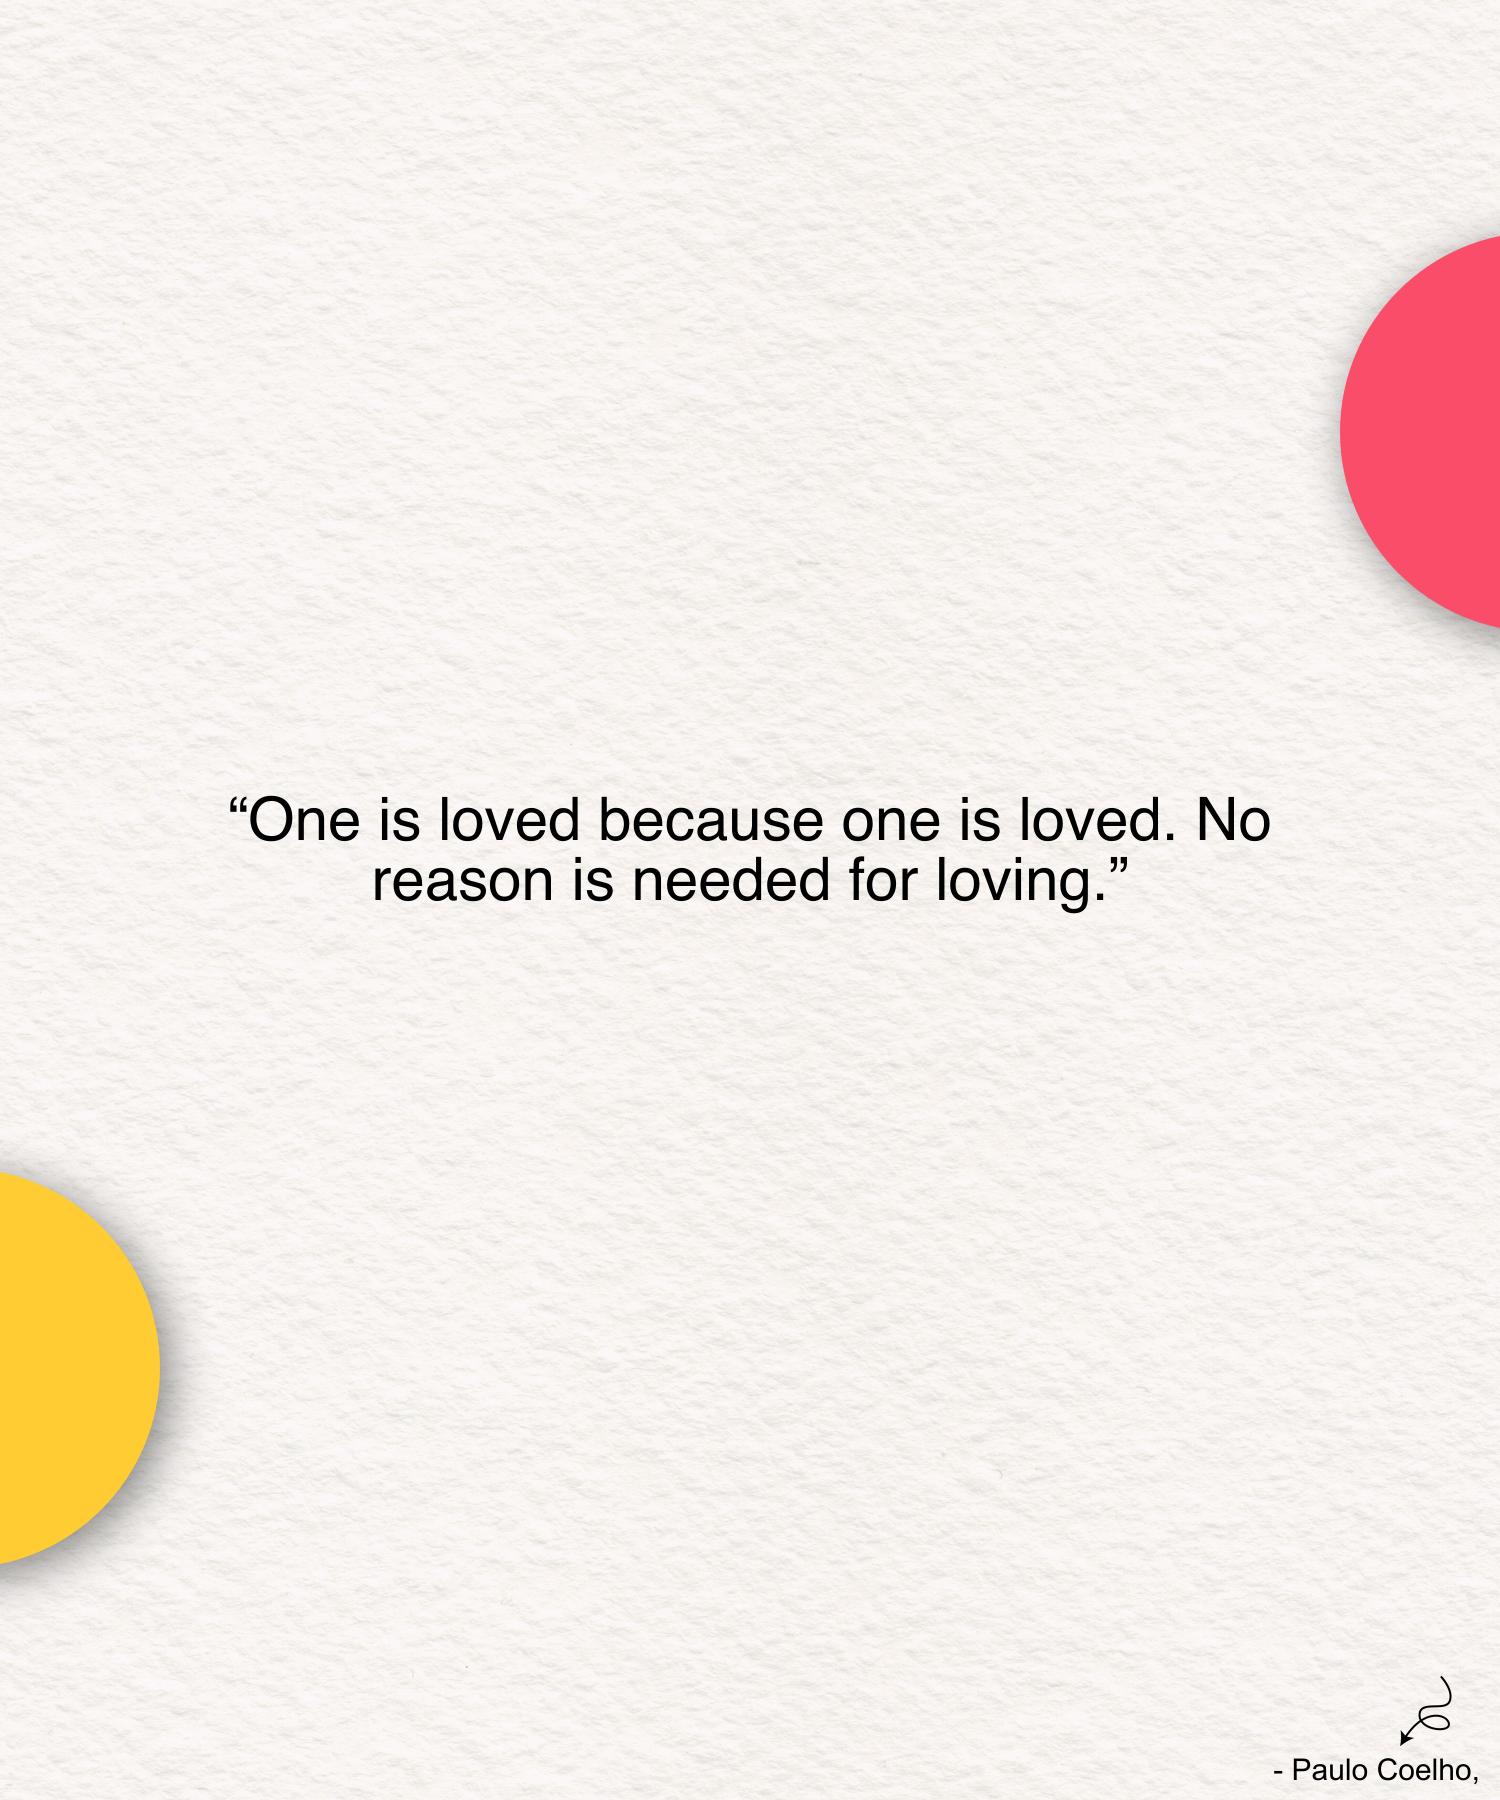 “One is loved because one is loved. No
reason is needed for loving.”
- Paulo Coelho,